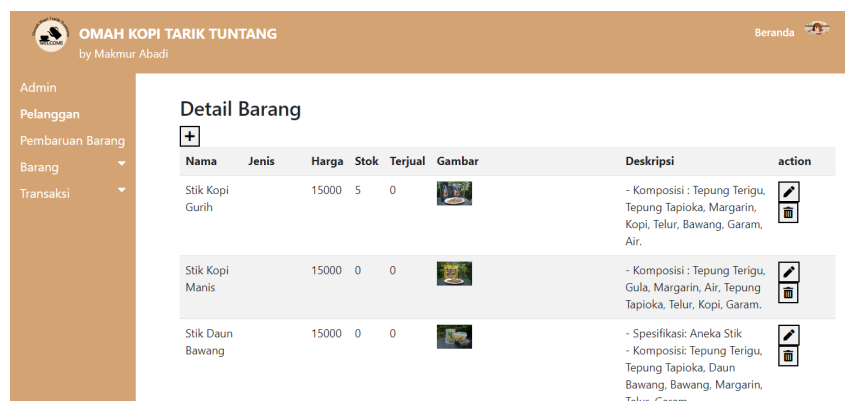 WELCOME
OMAH KOPI TARIK TUNTANG
by Makmur Abadi
Beranda
Admin
Pelanggan
Pembaruan Barang
Barang
Transaksi
Detail Barang
+
Nama Jenis Harga Stok Terjual Gambar Deskripsi action
Stik Kopi 15000 5 0 - Komposisi : Tepung Terigu,
Gurih Tepung Tapioka, Margarin,
Kopi, Telur, Bawang, Garam,
Air.
Stik Kopi 15000 0 0 - Komposisi : Tepung Terigu,
Manis Gula, Margarin, Air, Tepung
Tapioka, Telur, Kopi, Garam.
Stik Daun 15000 0 0 - Spesifikasi: Aneka Stik
Bawang - Komposisi: Tepung Terigu,
Tepung Tapioka, Daun
Bawang, Bawang, Margarin,
Telur, Garam